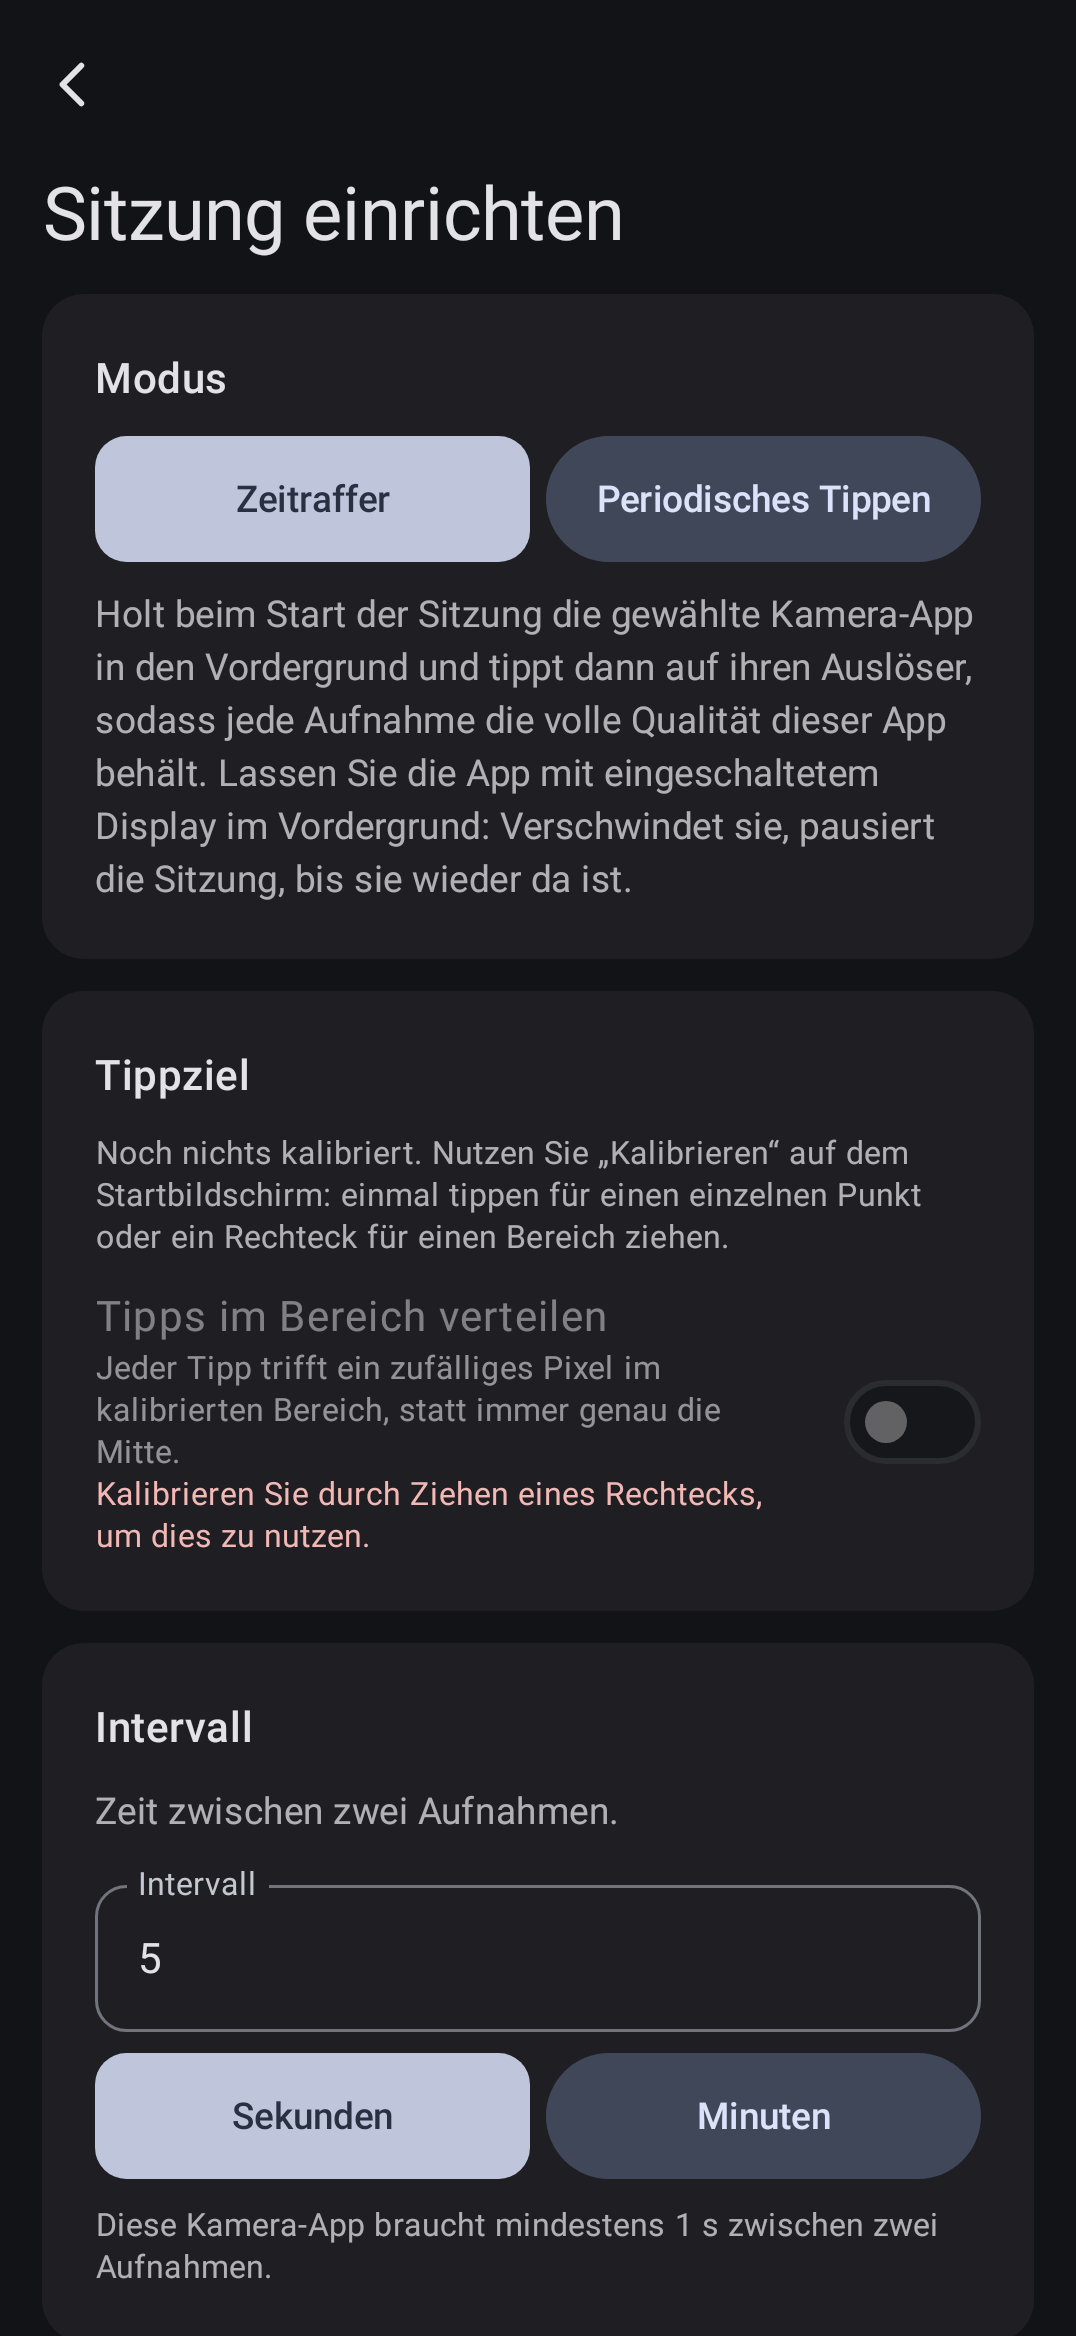 Sitzung einrichten
Modus
Zeitraffer
Periodisches Tippen
Holt beim Start der Sitzung die gewählte Kamera-App
in den Vordergrund und tippt dann auf ihren Auslöser,
sodass jede Aufnahme die volle Qualität dieser App
behält. Lassen Sie die App mit eingeschaltetem
Display im Vordergrund: Verschwindet sie, pausiert
die Sitzung, bis sie wieder da ist.
Tippziel
Noch nichts kalibriert. Nutzen Sie „Kalibrieren“ auf dem
Startbildschirm: einmal tippen für einen einzelnen Punkt
oder ein Rechteck für einen Bereich ziehen.
Tipps im Bereich verteilen
Jeder Tipp trifft ein zufälliges Pixel im
kalibrierten Bereich, statt immer genau die
Mitte.
Kalibrieren Sie durch Ziehen eines Rechtecks,
um dies zu nutzen.
Intervall
Zeit zwischen zwei Aufnahmen.
Intervall
5
Sekunden
Minuten
Diese Kamera-App braucht mindestens 1 s zwischen zwei
Aufnahmen.